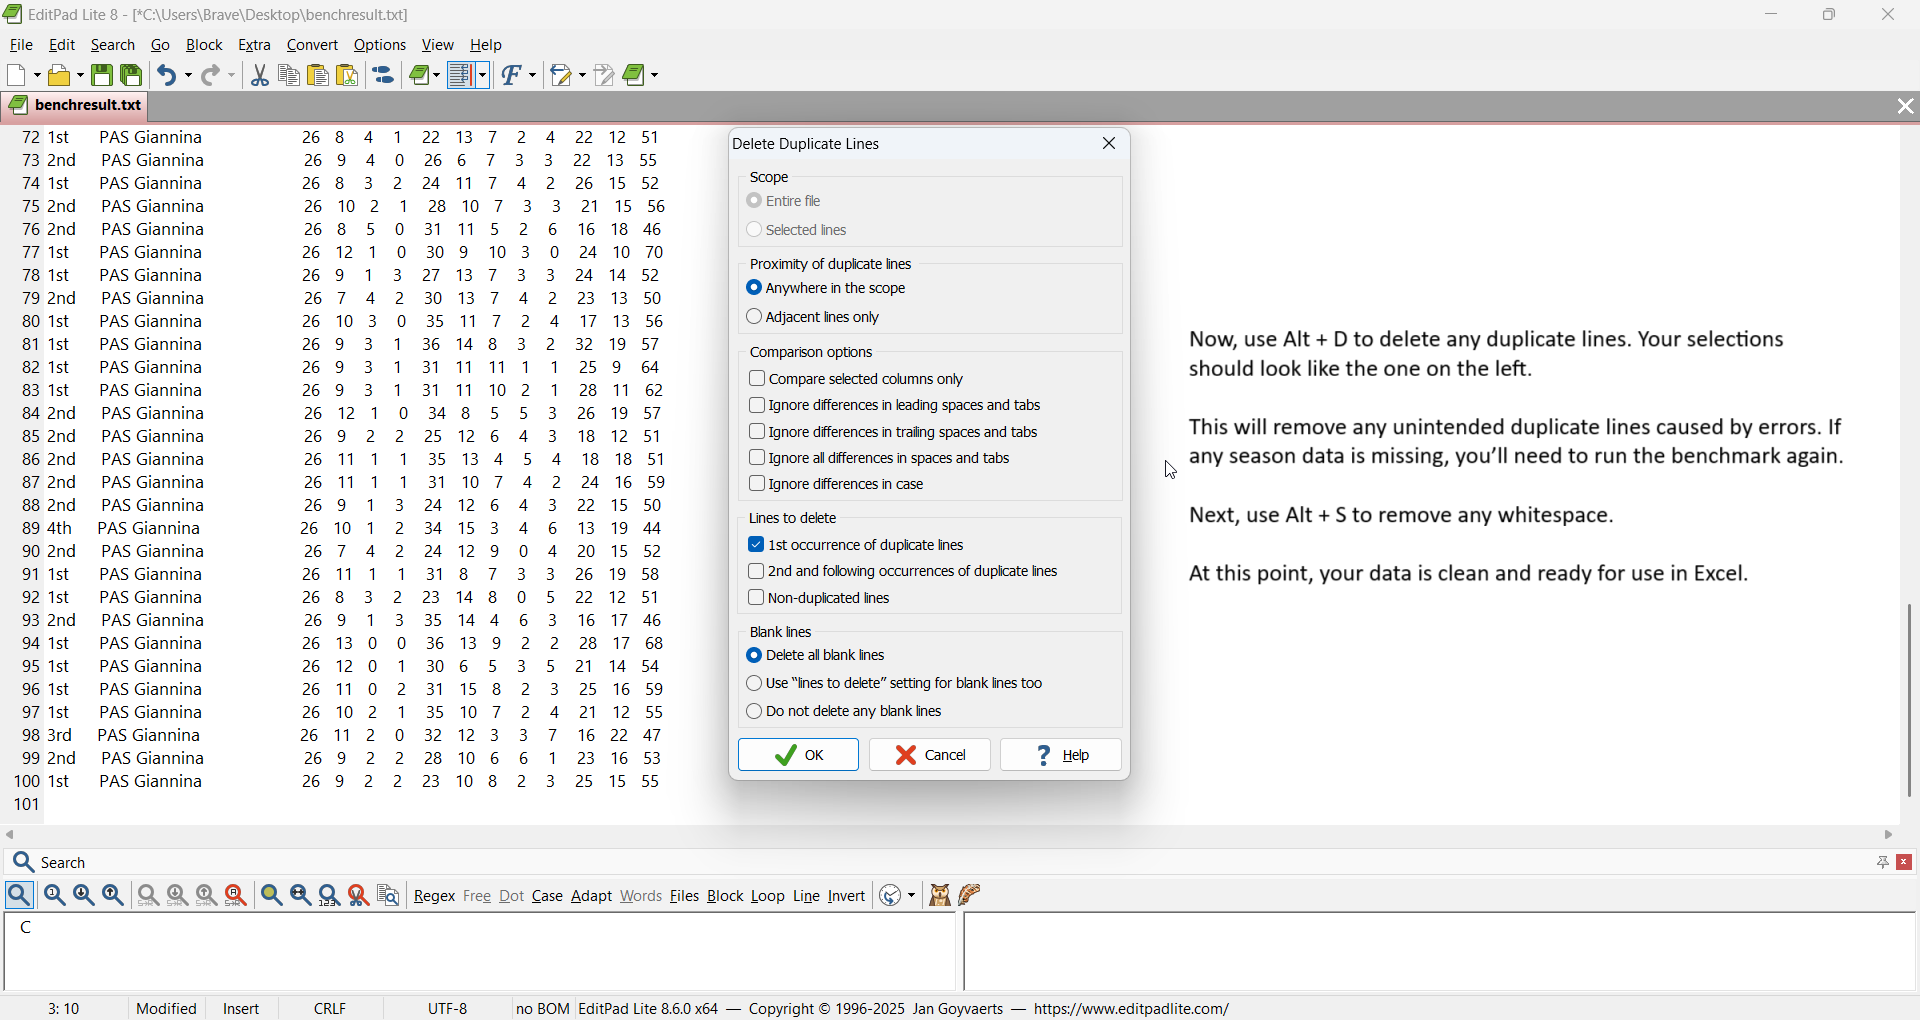 EditPad Lite 8 - [*C:\Users\Brave\Desktop\benchresult.txt]
File Edit Search Go Block Extra Convert Options View Help
benchresult.txt
72 1st PAS Giannina 26 8 4 1 22 13 7 2 4 22 12 51
73 2nd PAS Giannina 26 9 4 0 26 6 7 3 3 22 13 55
74 1st PAS Giannina 26 8 3 2 24 11 7 4 2 26 15 52
75 2nd PAS Giannina 26 10 2 1 28 10 7 3 3 21 15 56
76 2nd PAS Giannina 26 8 5 0 31 11 5 2 6 16 18 46
77 1st PAS Giannina 26 12 1 0 30 9 10 3 0 24 10 70
78 1st PAS Giannina 26 9 1 3 27 13 7 3 3 24 14 52
79 2nd PAS Giannina 26 7 4 2 30 13 7 4 2 23 13 50
80 1st PAS Giannina 26 10 3 0 35 11 7 2 4 17 13 56
81 1st PAS Giannina 26 9 3 1 36 14 8 3 2 32 19 57
82 1st PAS Giannina 26 9 3 1 31 11 11 1 1 25 9 64
83 1st PAS Giannina 26 9 3 1 31 11 10 2 1 28 11 62
84 2nd PAS Giannina 26 12 1 0 34 8 5 5 3 26 19 57
85 2nd PAS Giannina 26 9 2 2 25 12 6 4 3 18 12 51
86 2nd PAS Giannina 26 11 1 1 35 13 4 5 4 18 18 51
87 2nd PAS Giannina 26 11 1 1 31 10 7 4 2 24 16 59
88 2nd PAS Giannina 26 9 1 3 24 12 6 4 3 22 15 50
89 4th PAS Giannina 26 10 1 2 34 15 3 4 6 13 19 44
90 2nd PAS Giannina 26 7 4 2 24 12 9 0 4 20 15 52
91 1st PAS Giannina 26 11 1 1 31 8 7 3 3 26 19 58
92 1st PAS Giannina 26 8 3 2 23 14 8 0 5 22 12 51
93 2nd PAS Giannina 26 9 1 3 35 14 4 6 3 16 17 46
94 1st PAS Giannina 26 13 0 0 36 13 9 2 2 28 17 68
95 1st PAS Giannina 26 12 0 1 30 6 5 3 5 21 14 54
96 1st PAS Giannina 26 11 0 2 31 15 8 2 3 25 16 59
97 1st PAS Giannina 26 10 2 1 35 10 7 2 4 21 12 55
98 3rd PAS Giannina 26 11 2 0 32 12 3 3 7 16 22 47
99 2nd PAS Giannina 26 9 2 2 28 10 6 6 1 23 16 53
100 1st PAS Giannina 26 9 2 2 23 10 8 2 3 25 15 55
101
Delete Duplicate Lines
Scope
Entire file
Selected lines
Proximity of duplicate lines
Anywhere in the scope
Adjacent lines only
Comparison options
Compare selected columns only
Ignore differences in leading spaces and tabs
Ignore differences in trailing spaces and tabs
Ignore all differences in spaces and tabs
Ignore differences in case
Lines to delete
1st occurrence of duplicate lines
2nd and following occurrences of duplicate lines
Non-duplicated lines
Blank lines
Delete all blank lines
Use "lines to delete" setting for blank lines too
Do not delete any blank lines
OK Cancel Help
Now, use Alt + D to delete any duplicate lines. Your selections
should look like the one on the left.
This will remove any unintended duplicate lines caused by errors. If
any season data is missing, you'll need to run the benchmark again.
Next, use Alt + S to remove any whitespace.
At this point, your data is clean and ready for use in Excel.
Search
Regex Free Dot Case Adapt Words Files Block Loop Line Invert
C
3: 10 Modified Insert CRLF UTF-8 no BOM EditPad Lite 8.6.0 x64 — Copyright © 1996-2025 Jan Goyvaerts — https://www.editpadlite.com/